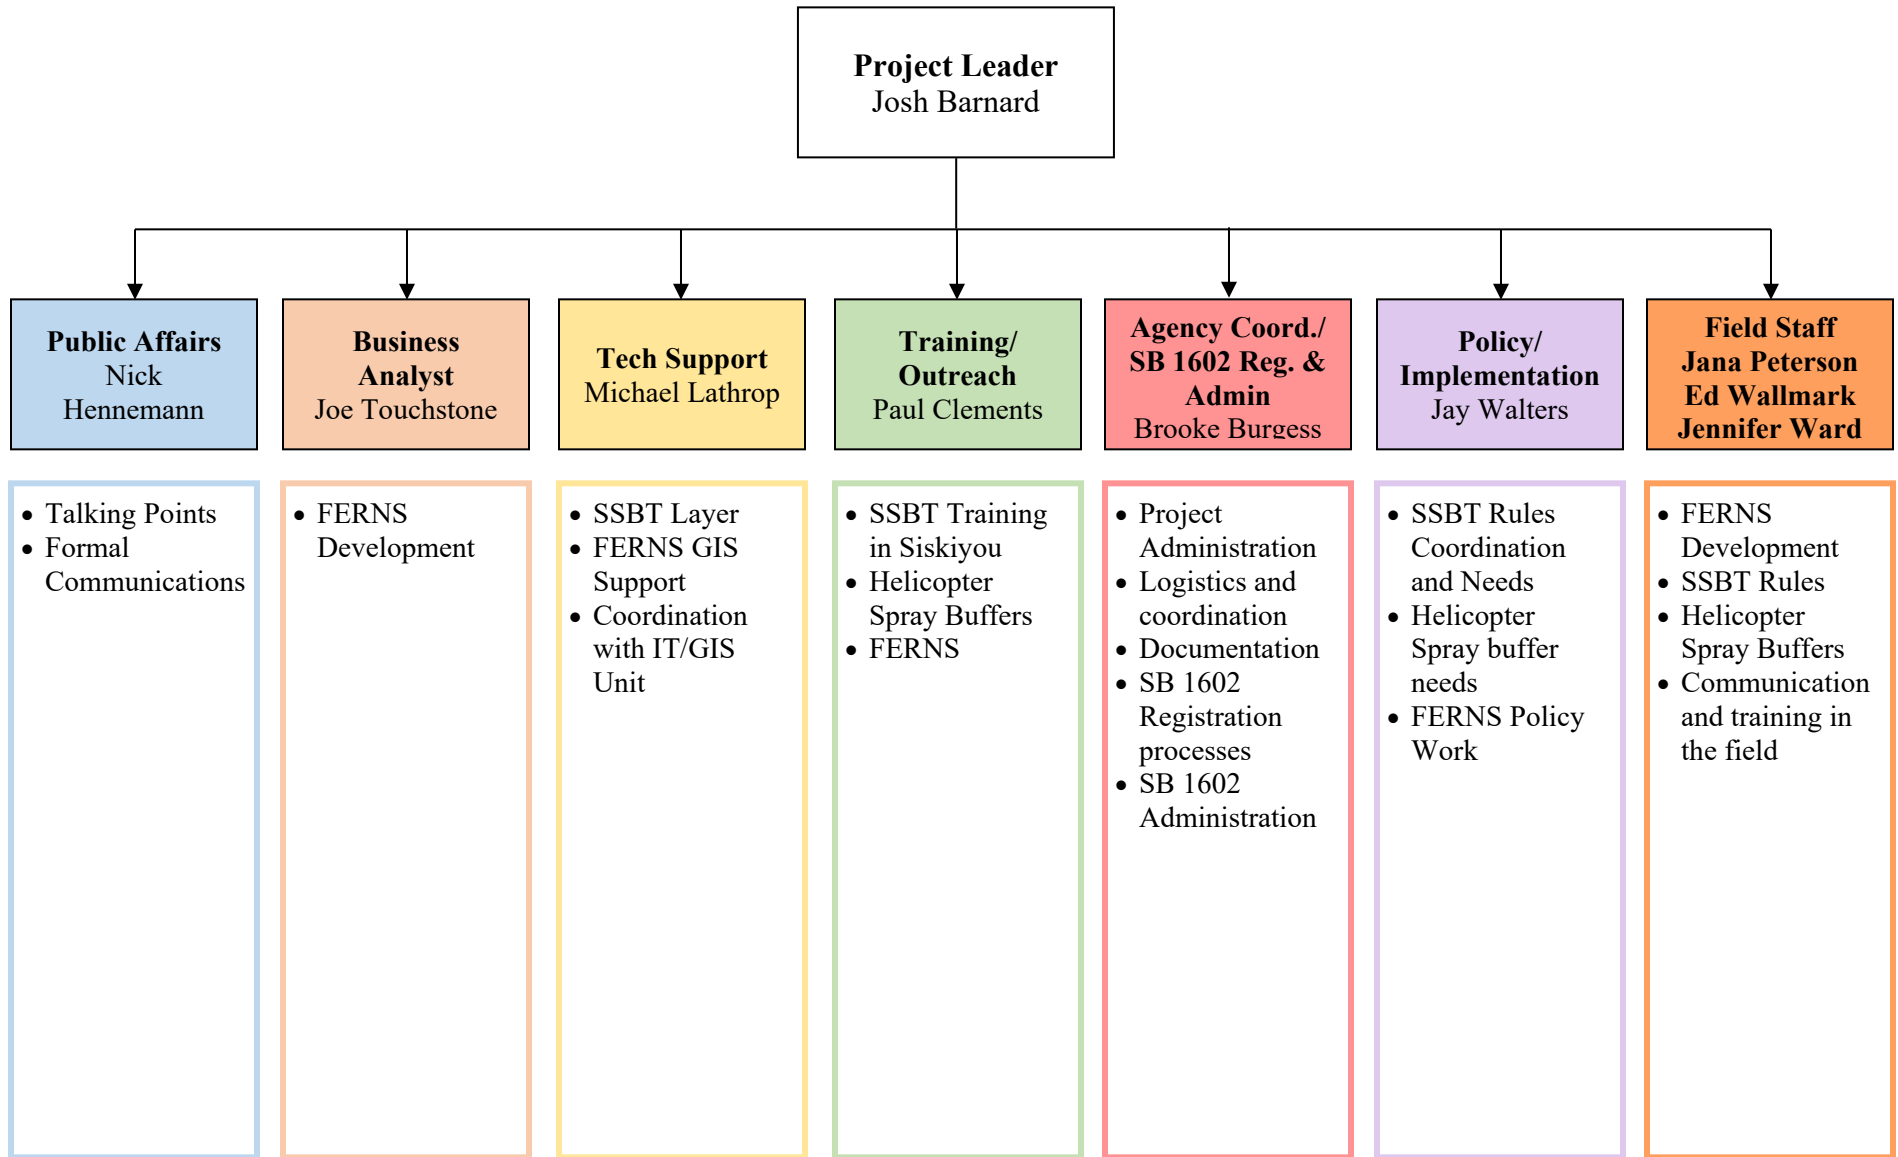 Project Leader
Josh Barnard
Public Affairs
Nick
Hennemann
Business
Analyst
Joe Touchstone
Tech Support
Michael Lathrop
Training/
Outreach
Paul Clements
Agency Coord./
SB 1602 Reg. &
Admin
Brooke Burgess
Policy/
Implementation
Jay Walters
Field Staff
Jana Peterson
Ed Wallmark
Jennifer Ward
• Talking Points
• Formal
Communications
• FERNS
Development
• SSBT Layer
• FERNS GIS
Support
• Coordination
with IT/GIS
Unit
• SSBT Training
in Siskiyou
• Helicopter
Spray Buffers
• FERNS
• Project
Administration
• Logistics and
coordination
• Documentation
• SB 1602
Registration
processes
• SB 1602
Administration
• SSBT Rules
Coordination
and Needs
• Helicopter
Spray buffer
needs
• FERNS Policy
Work
• FERNS
Development
• SSBT Rules
• Helicopter
Spray Buffers
• Communication
and training in
the field